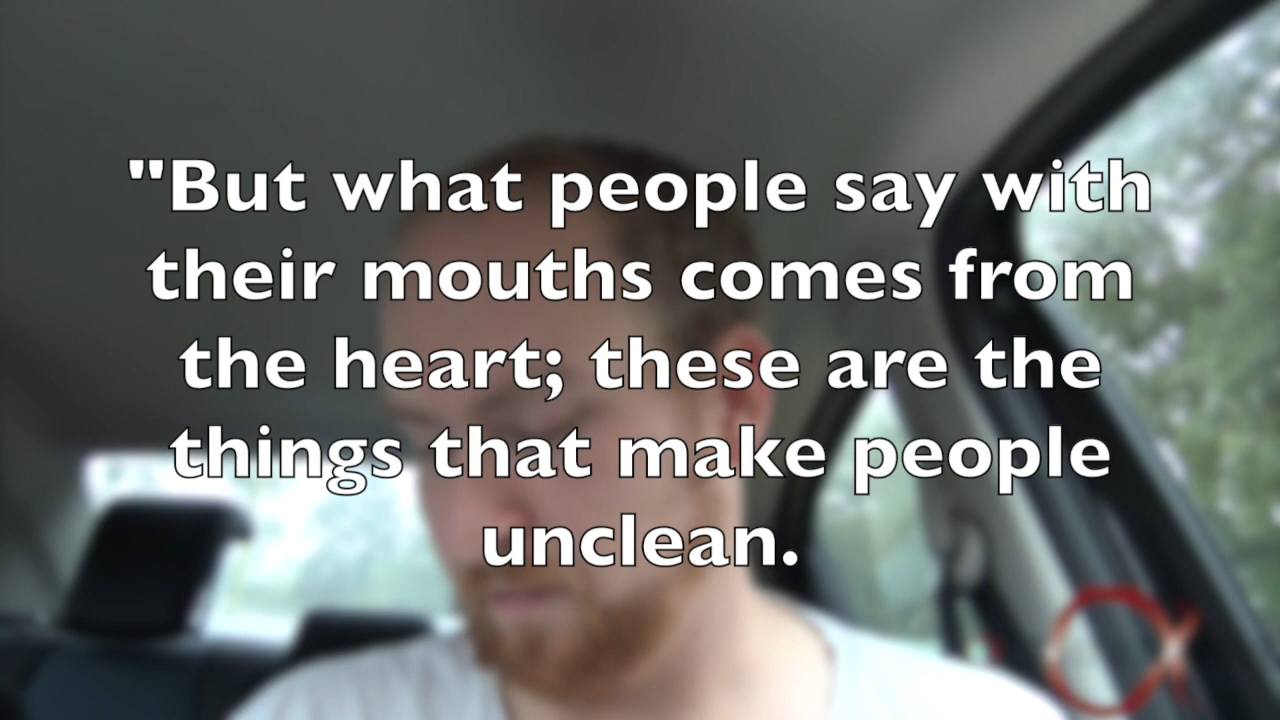 "But what people say with
their mouths comes from
the heart; these are the
things that make people
unclean.